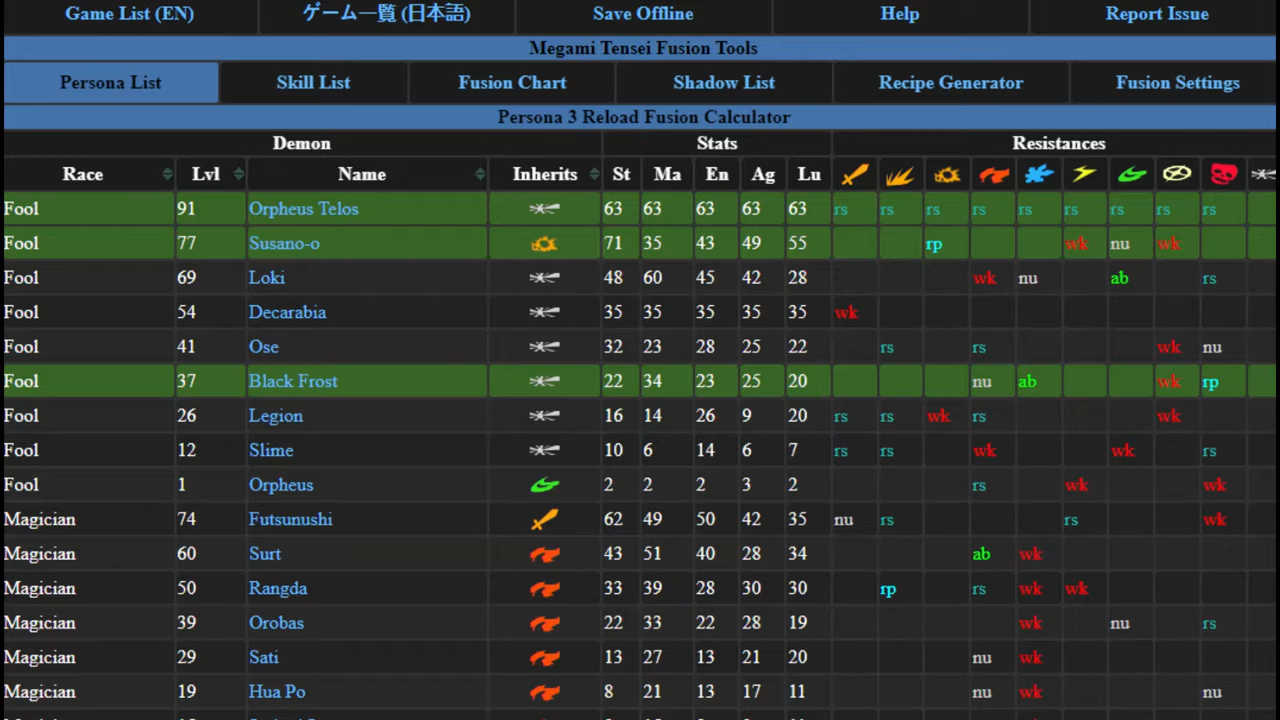 Game List (EN) ゲーム一覧 (日本語) Save Offline Help Report Issue
Megami Tensei Fusion Tools
Persona List Skill List Fusion Chart Shadow List Recipe Generator Fusion Settings
Persona 3 Reload Fusion Calculator
Demon Stats Resistances
Race Lvl Name Inherits St Ma En Ag Lu
Fool 91 Orpheus Telos 63 63 63 63 63 rs rs rs rs rs rs rs rs rs
Fool 77 Susano-o 71 35 43 49 55 rp wk nu wk
Fool 69 Loki 48 60 45 42 28 wk nu ab rs
Fool 54 Decarabia 35 35 35 35 35 wk
Fool 41 Ose 32 23 28 25 22 rs rs wk nu
Fool 37 Black Frost 22 34 23 25 20 nu ab wk rp
Fool 26 Legion 16 14 26 9 20 rs rs wk rs wk
Fool 12 Slime 10 6 14 6 7 rs rs wk wk rs
Fool 1 Orpheus 2 2 2 3 2 rs wk wk
Magician 74 Futsunushi 62 49 50 42 35 nu rs rs wk
Magician 60 Surt 43 51 40 28 34 ab wk
Magician 50 Rangda 33 39 28 30 30 rp rs wk wk
Magician 39 Orobas 22 33 22 28 19 wk nu rs
Magician 29 Sati 13 27 13 21 20 nu wk
Magician 19 Hua Po 8 21 13 17 11 nu wk nu